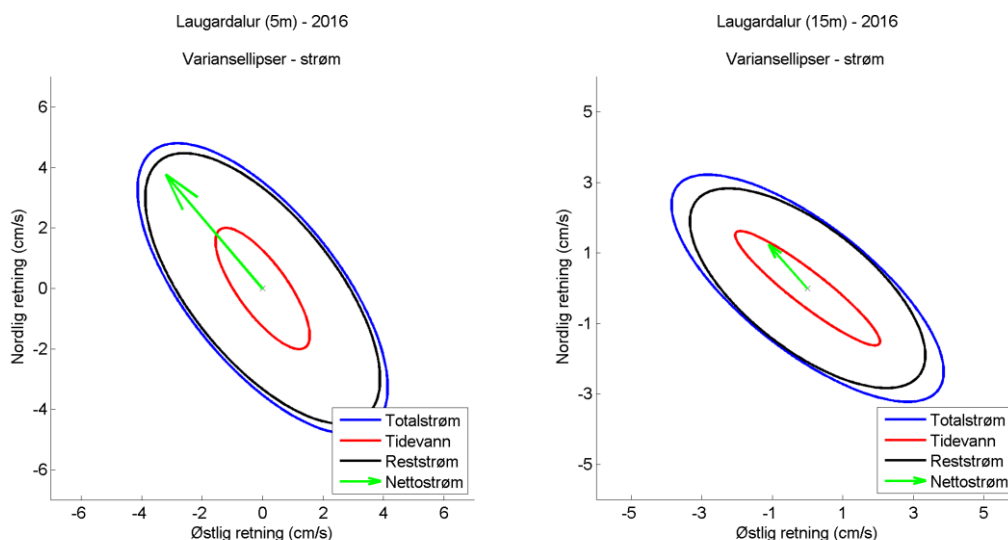 Laugardalur (5m) - 2016
Variansellipser - strøm
Nordlig retning (cm/s)
6
4
2
0
-2
-4
-6
-6
-4
-2
0
2
4
6
Østlig retning (cm/s)
Totalstrøm
Tidevann
Reststrøm
Nettostrøm
Laugardalur (15m) - 2016
Variansellipser - strøm
Nordlig retning (cm/s)
5
3
1
-1
-3
-5
-5
-3
-1
1
3
5
Østlig retning (cm/s)
Totalstrøm
Tidevann
Reststrøm
Nettostrøm